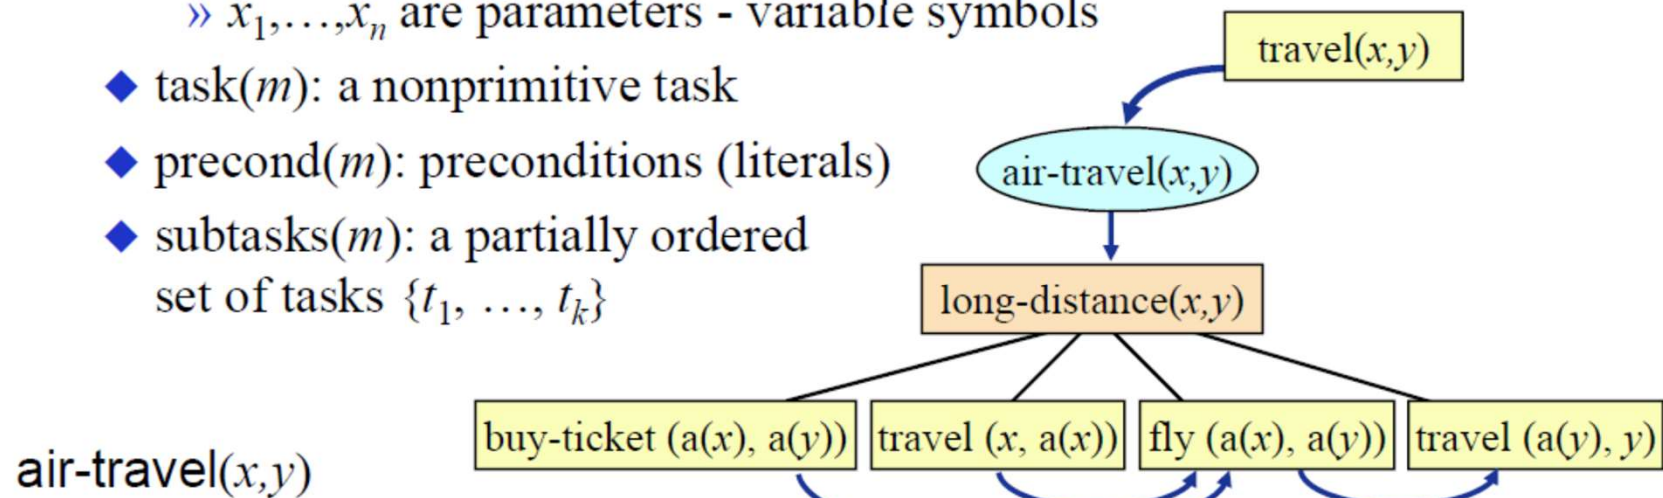 » x1,…,xn are parameters - variable symbols
◆ task(m): a nonprimitive task
◆ precond(m): preconditions (literals)
◆ subtasks(m): a partially ordered
set of tasks {t1, …, tk}
air-travel(x,y)
travel(x,y)
air-travel(x,y)
long-distance(x,y)
buy-ticket (a(x), a(y))
travel (x, a(x))
fly (a(x), a(y))
travel (a(y), y)